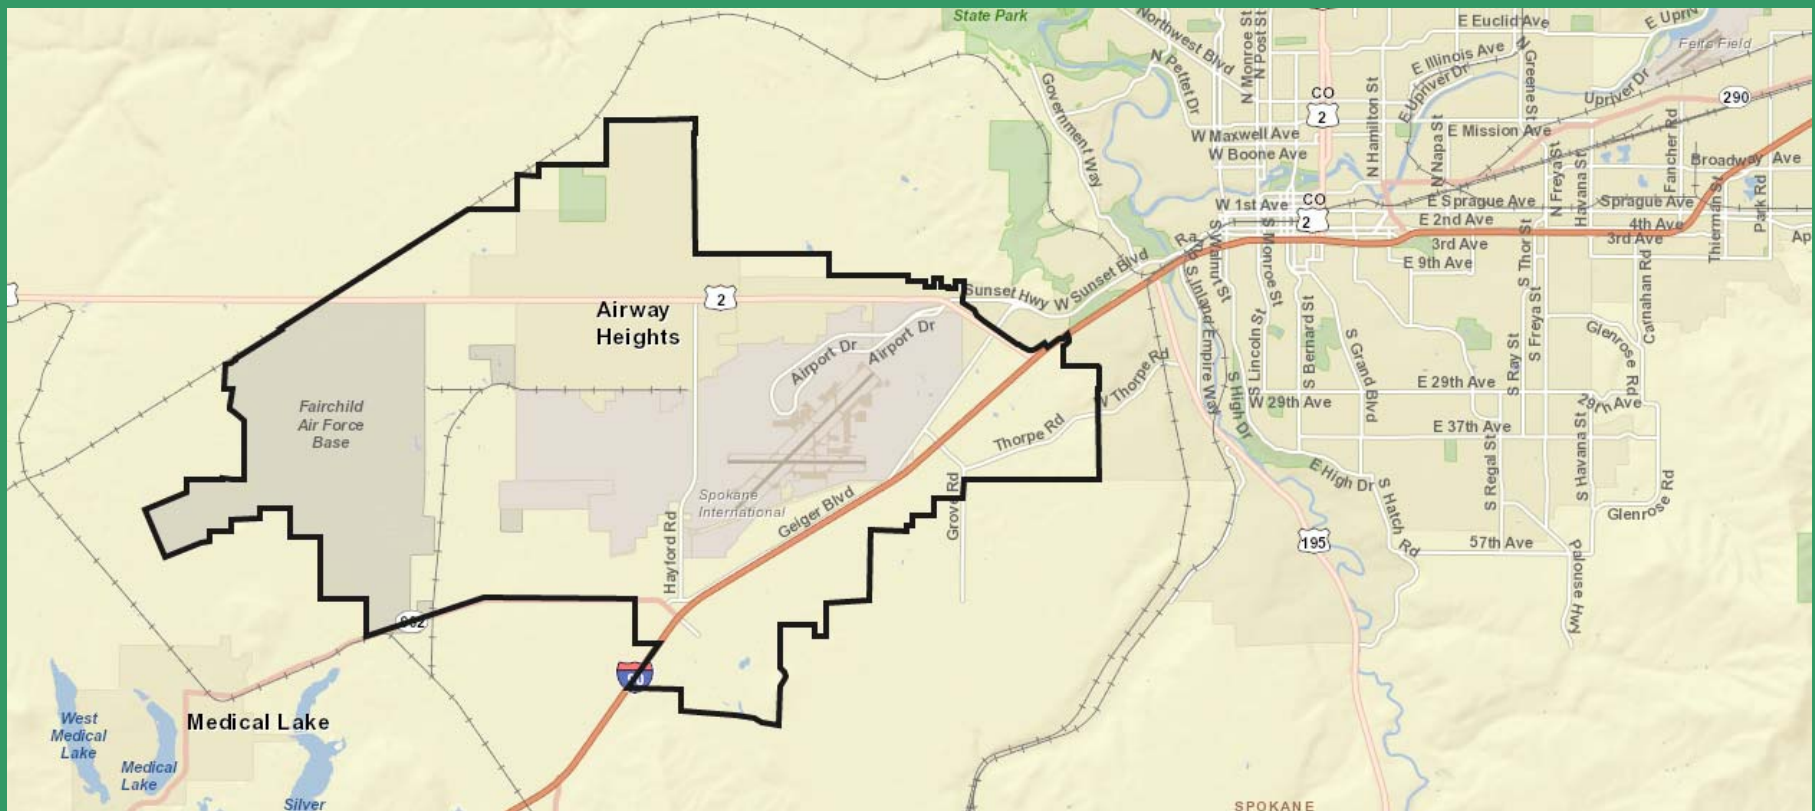 State Park
Northwest Blvd
N Monroe St
N Post St
E Euclid Ave
E Upriv
Felts Field
N Pettet Dr
E Illinois Ave
E Upriver Dr
N Greene St
Upriver Dr
290
Government Way
CO
2
N Hamilton St
W Maxwell Ave
E Mission Ave
N Napa St
Fancher Rd
W Boone Ave
N Freya St
Havana St
Broadway Ave
Thierman St
Park Rd
W 1st Ave
CO
2
E Sprague Ave
Sprague Ave
E 2nd Ave
4th Ave
3rd Ave
3rd Ave
Ap
E 9th Ave
S Walnut St
S Monroe St
S Thor St
Carnahan Rd
Sunset Hwy
W Sunset Blvd
S Inland Empire Way
2
Airway
Heights
Airport Dr
Airport Dr
S Lincoln St
S Bernard St
S Grand Blvd
S Ray St
S Freya St
Glenrose Rd
Fairchild
Air Force
Base
W Thorpe Rd
Thorpe Rd
S High Dr
W 29th Ave
E 29th Ave
29th Ave
E 37th Ave
E High Dr
S Regal St
S Havana St
Spokane
International
Geiger Blvd
Grove Rd
Hayford Rd
S Hatch Rd
Glenrose Rd
195
57th Ave
Palouse Hwy
Medical Lake
West
Medical
Lake
Medical
Lake
Silver
SPOKANE